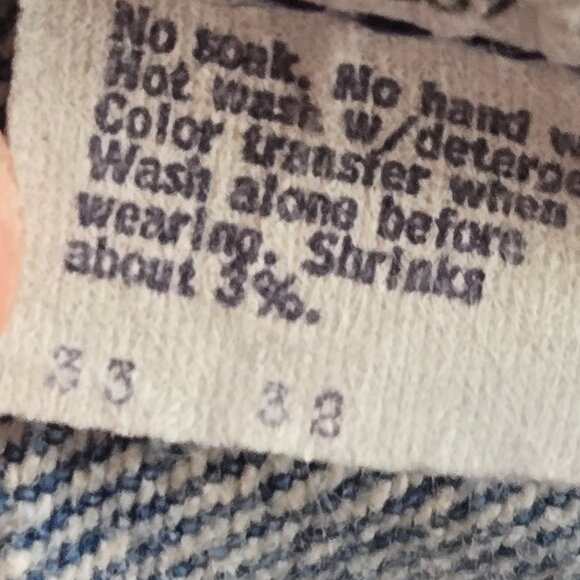 No soak. No hand
Hot wash w/deterge
Color transfer when
Wash alone before
wearing. Shrinks
about 3%.
33 32